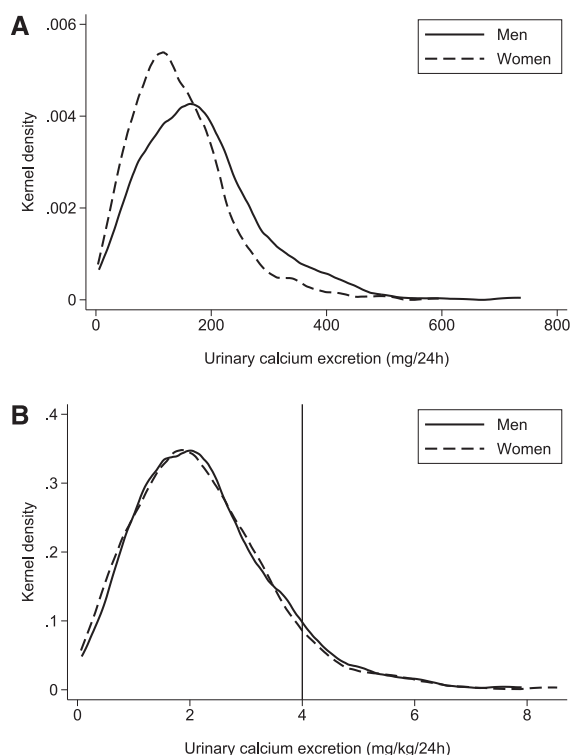 A
.006
.004
.002
0
Kernel density
Men
Women
0 200 400 600 800
Urinary calcium excretion (mg/24h)
B
.4
.3
.2
.1
0
Kernel density
Men
Women
0 2 4 6 8
Urinary calcium excretion (mg/kg/24h)